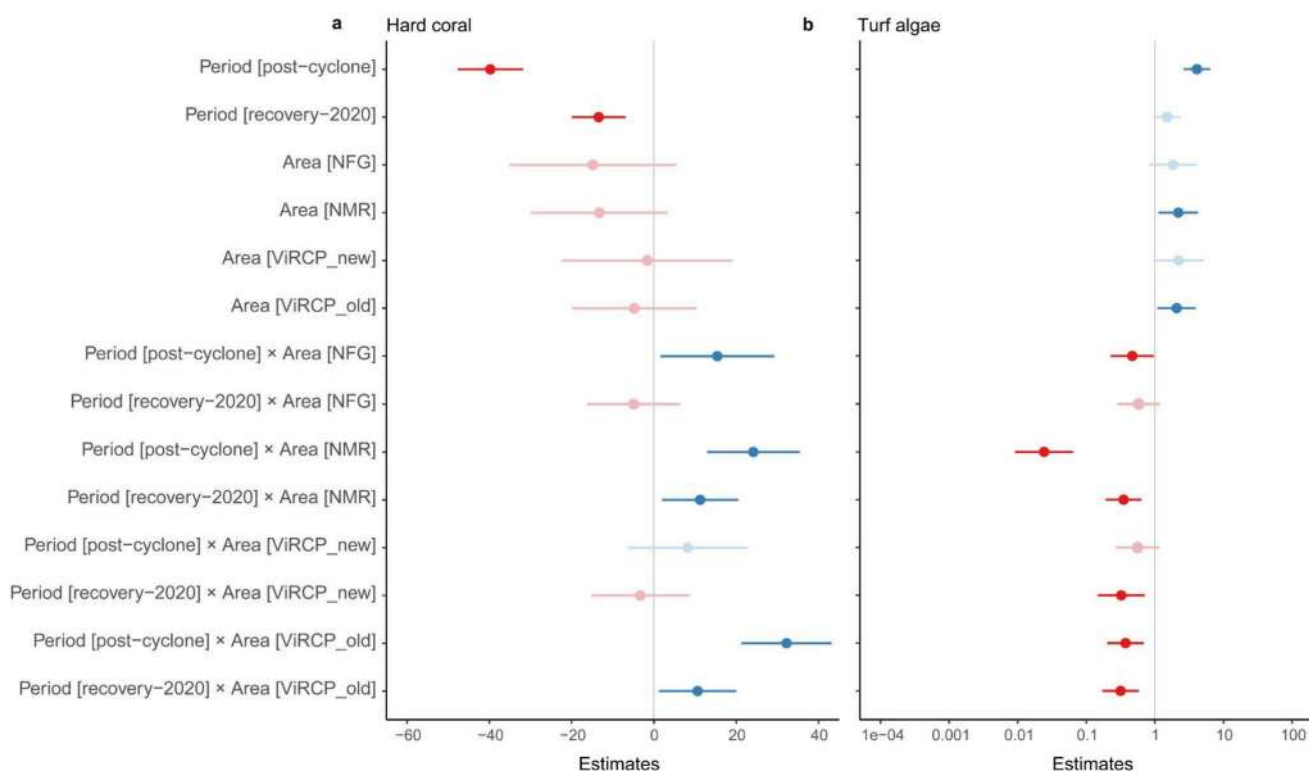 a Hard coral b Turf algae
Period [post−cyclone]
Period [recovery−2020]
Area [NFG]
Area [NMR]
Area [ViRCP_new]
Area [ViRCP_old]
Period [post−cyclone] × Area [NFG]
Period [recovery−2020] × Area [NFG]
Period [post−cyclone] × Area [NMR]
Period [recovery−2020] × Area [NMR]
Period [post−cyclone] × Area [ViRCP_new]
Period [recovery−2020] × Area [ViRCP_new]
Period [post−cyclone] × Area [ViRCP_old]
Period [recovery−2020] × Area [ViRCP_old]
−60 −40 −20 0 20 40 1e−04 0.001 0.01 0.1 1 10 100
Estimates Estimates